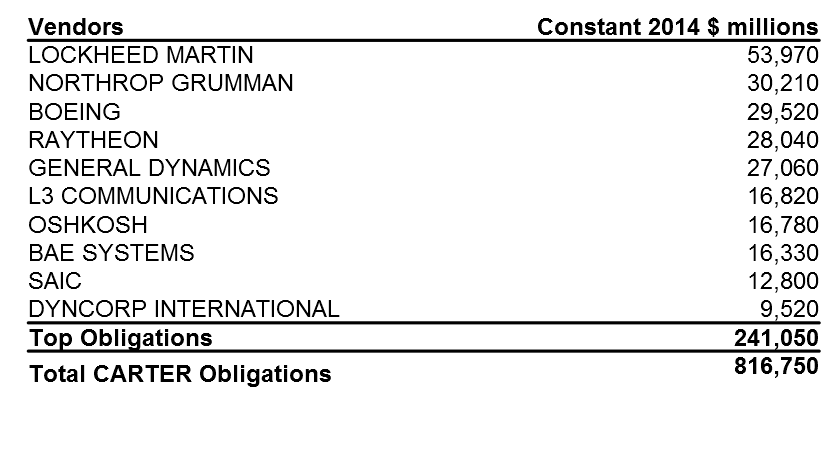 Vendors Constant 2014 $ millions
LOCKHEED MARTIN 53,970
NORTHROP GRUMMAN 30,210
BOEING 29,520
RAYTHEON 28,040
GENERAL DYNAMICS 27,060
L3 COMMUNICATIONS 16,820
OSHKOSH 16,780
BAE SYSTEMS 16,330
SAIC 12,800
DYNCORP INTERNATIONAL 9,520
Top Obligations 241,050
Total CARTER Obligations 816,750